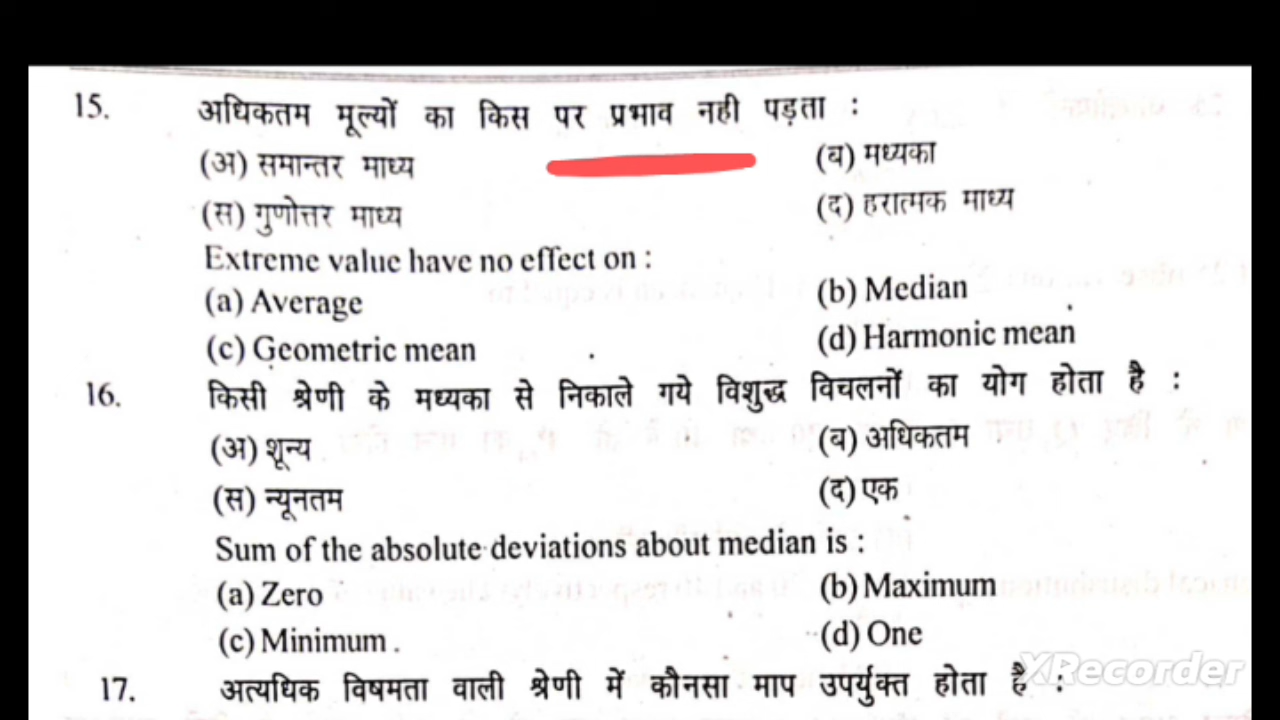 15. अधिकतम मूल्यों का किस पर प्रभाव नही पड़ता :
(अ) समान्तर माध्य (ब) मध्यका
(स) गुणोत्तर माध्य (द) हरात्मक माध्य
Extreme value have no effect on :
(a) Average (b) Median
(c) Geometric mean (d) Harmonic mean
16. किसी श्रेणी के मध्यका से निकाले गये विशुद्ध विचलनों का योग होता है :
(अ) शून्य (ब) अधिकतम
(स) न्यूनतम (द) एक
Sum of the absolute deviations about median is :
(a) Zero (b) Maximum
(c) Minimum . (d) One
XRecorder
17. अत्यधिक विषमता वाली श्रेणी में कौनसा माप उपर्युक्त होता है :